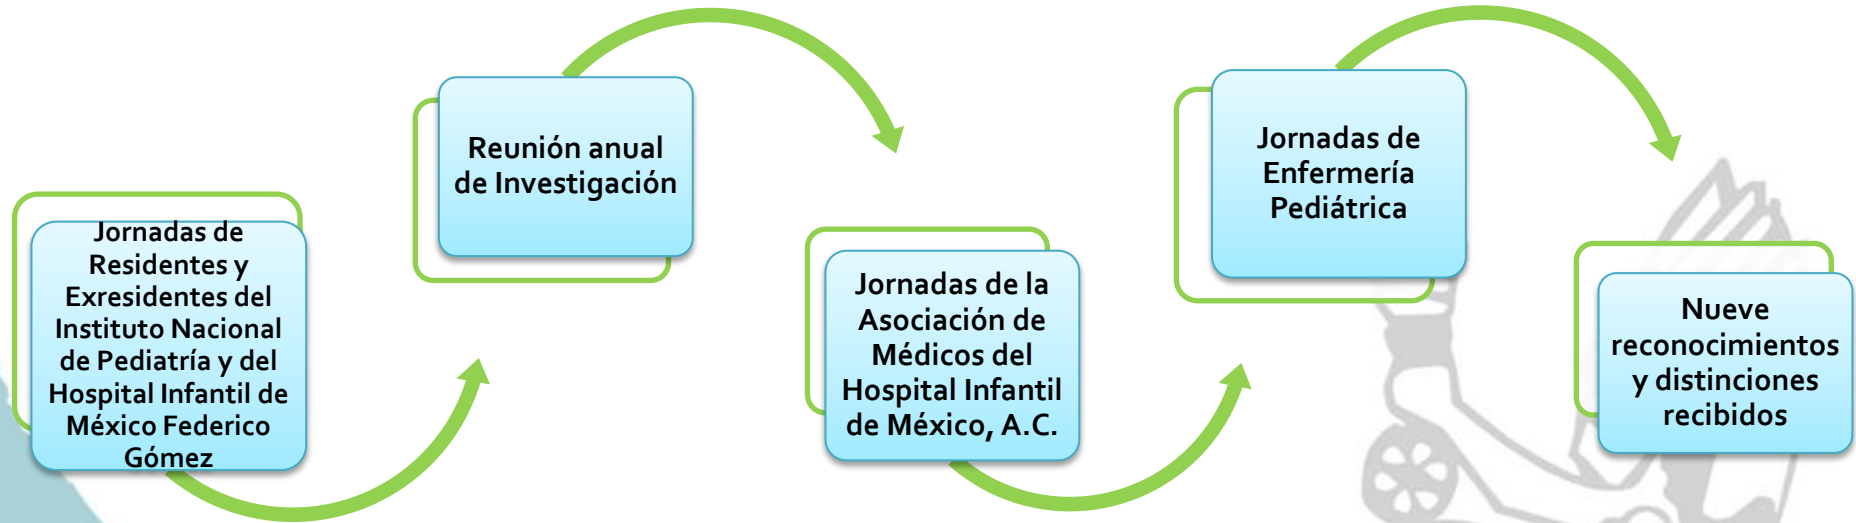 Jornadas de
Residentes y
Exresidentes del
Instituto Nacional
de Pediatría y del
Hospital Infantil de
México Federico
Gómez
Reunión anual
de Investigación
Jornadas de la
Asociación de
Médicos del
Hospital Infantil
de México, A.C.
Jornadas de
Enfermería
Pediátrica
Nueve
reconocimientos
y distinciones
recibidos